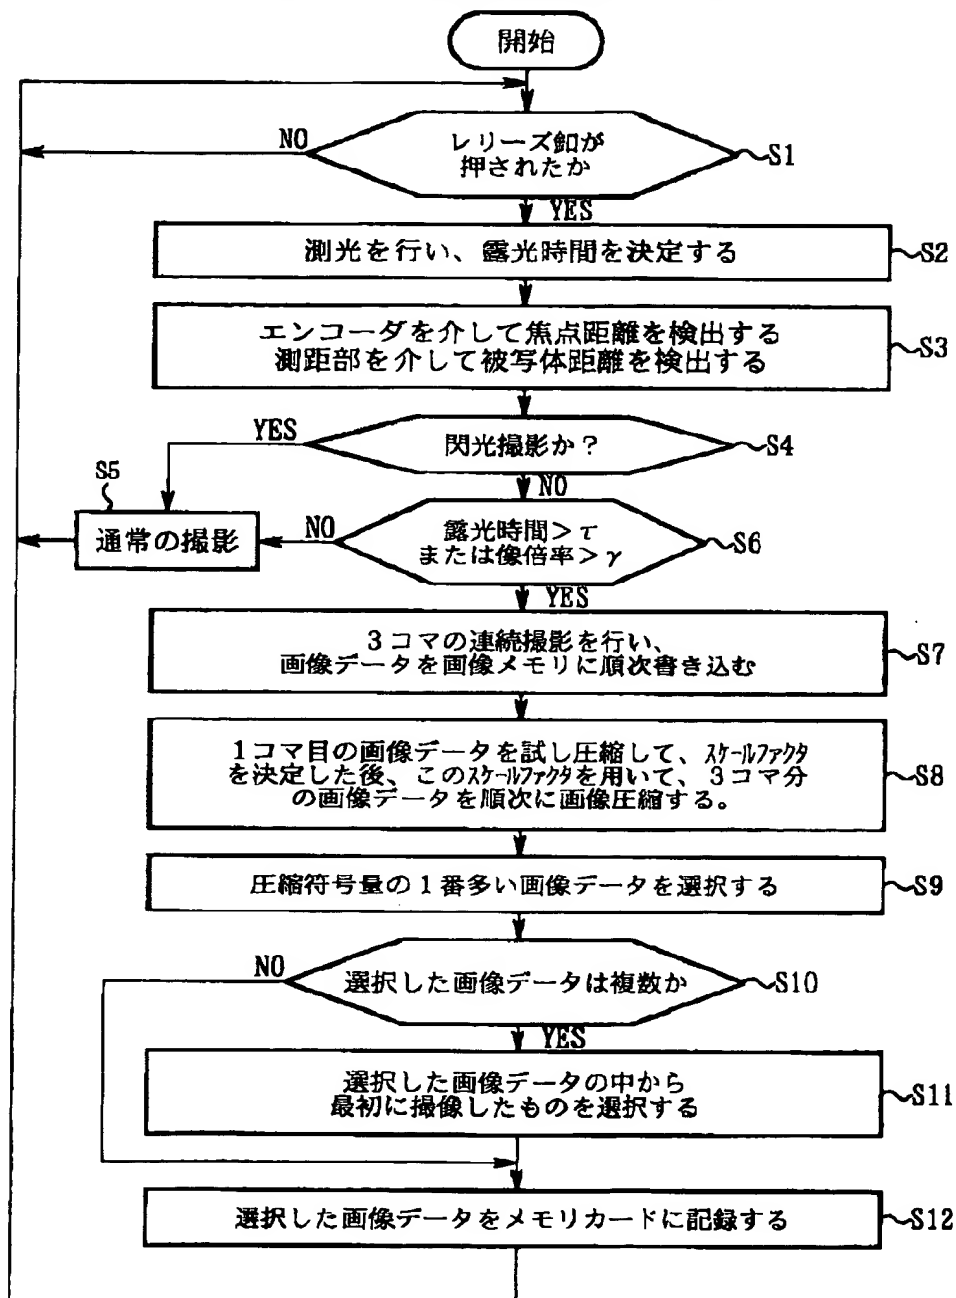 開始
レリーズ釦が
押されたか
NO
S1
YES
測光を行い、露光時間を決定する
S2
エンコーダを介して焦点距離を検出する
測距部を介して被写体距離を検出する
S3
YES
閃光撮影か？
S4
NO
S5
通常の撮影
NO
露光時間＞τ
または像倍率＞γ
S6
YES
３コマの連続撮影を行い、
画像データを画像メモリに順次書き込む
S7
１コマ目の画像データを試し圧縮して、スケールファクタ
を決定した後、このスケールファクタを用いて、３コマ分
の画像データを順次に画像圧縮する。
S8
圧縮符号量の１番多い画像データを選択する
S9
NO
選択した画像データは複数か
S10
YES
選択した画像データの中から
最初に撮像したものを選択する
S11
選択した画像データをメモリカードに記録する
S12